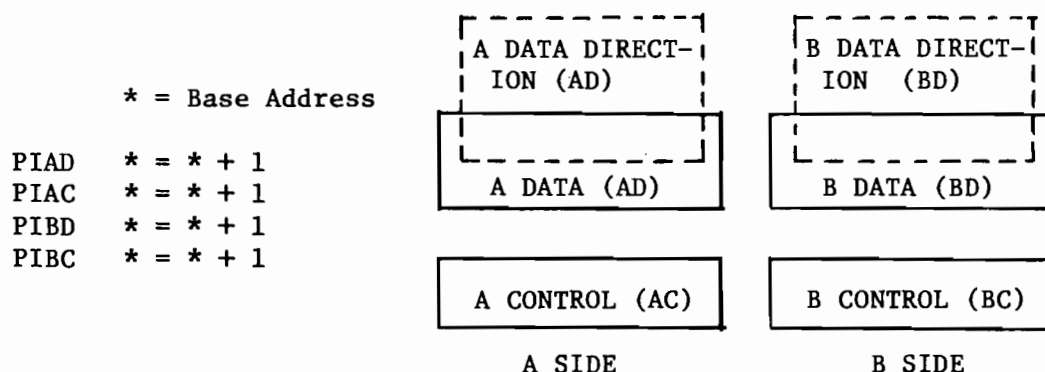 * = Base Address
PIAD * = * + 1
PIAC * = * + 1
PIBD * = * + 1
PIBC * = * + 1
A DATA DIRECT-
ION (AD)
A DATA (AD)
A CONTROL (AC)
A SIDE
B DATA DIRECT-
ION (BD)
B DATA (BD)
B CONTROL (BC)
B SIDE